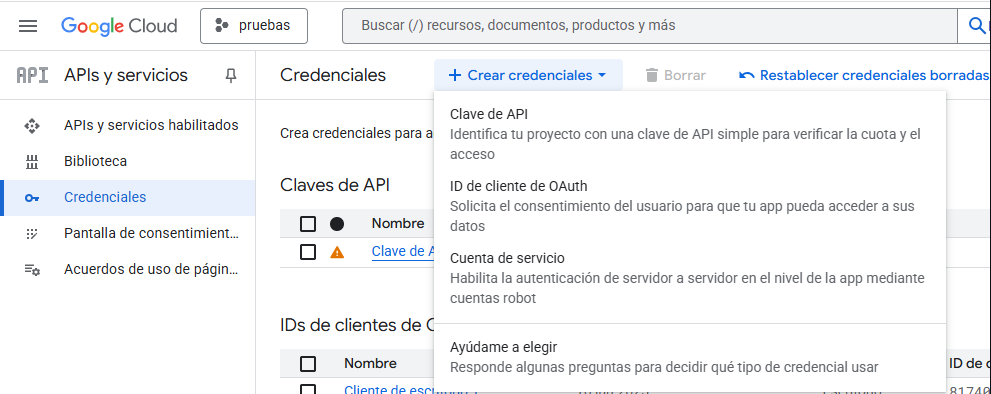 Google Cloud
pruebas
Buscar (/) recursos, documentos, productos y más
API
APIs y servicios
Credenciales
Crear credenciales
Borrar
Restablecer credenciales borradas
APIs y servicios habilitados
Biblioteca
Credenciales
Pantalla de consentimient...
Acuerdos de uso de págin...
Crea credenciales para a
Claves de API
Nombre
Clave de A
IDs de clientes de
Nombre
Cliente de
Clave de API
Identifica tu proyecto con una clave de API simple para verificar la cuota y el
acceso
ID de cliente de OAuth
Solicita el consentimiento del usuario para que tu app pueda acceder a sus
datos
Cuenta de servicio
Habilita la autenticación de servidor a servidor en el nivel de la app mediante
cuentas robot
Ayúdame a elegir
Responde algunas preguntas para decidir qué tipo de credencial usar
ID de c
81740